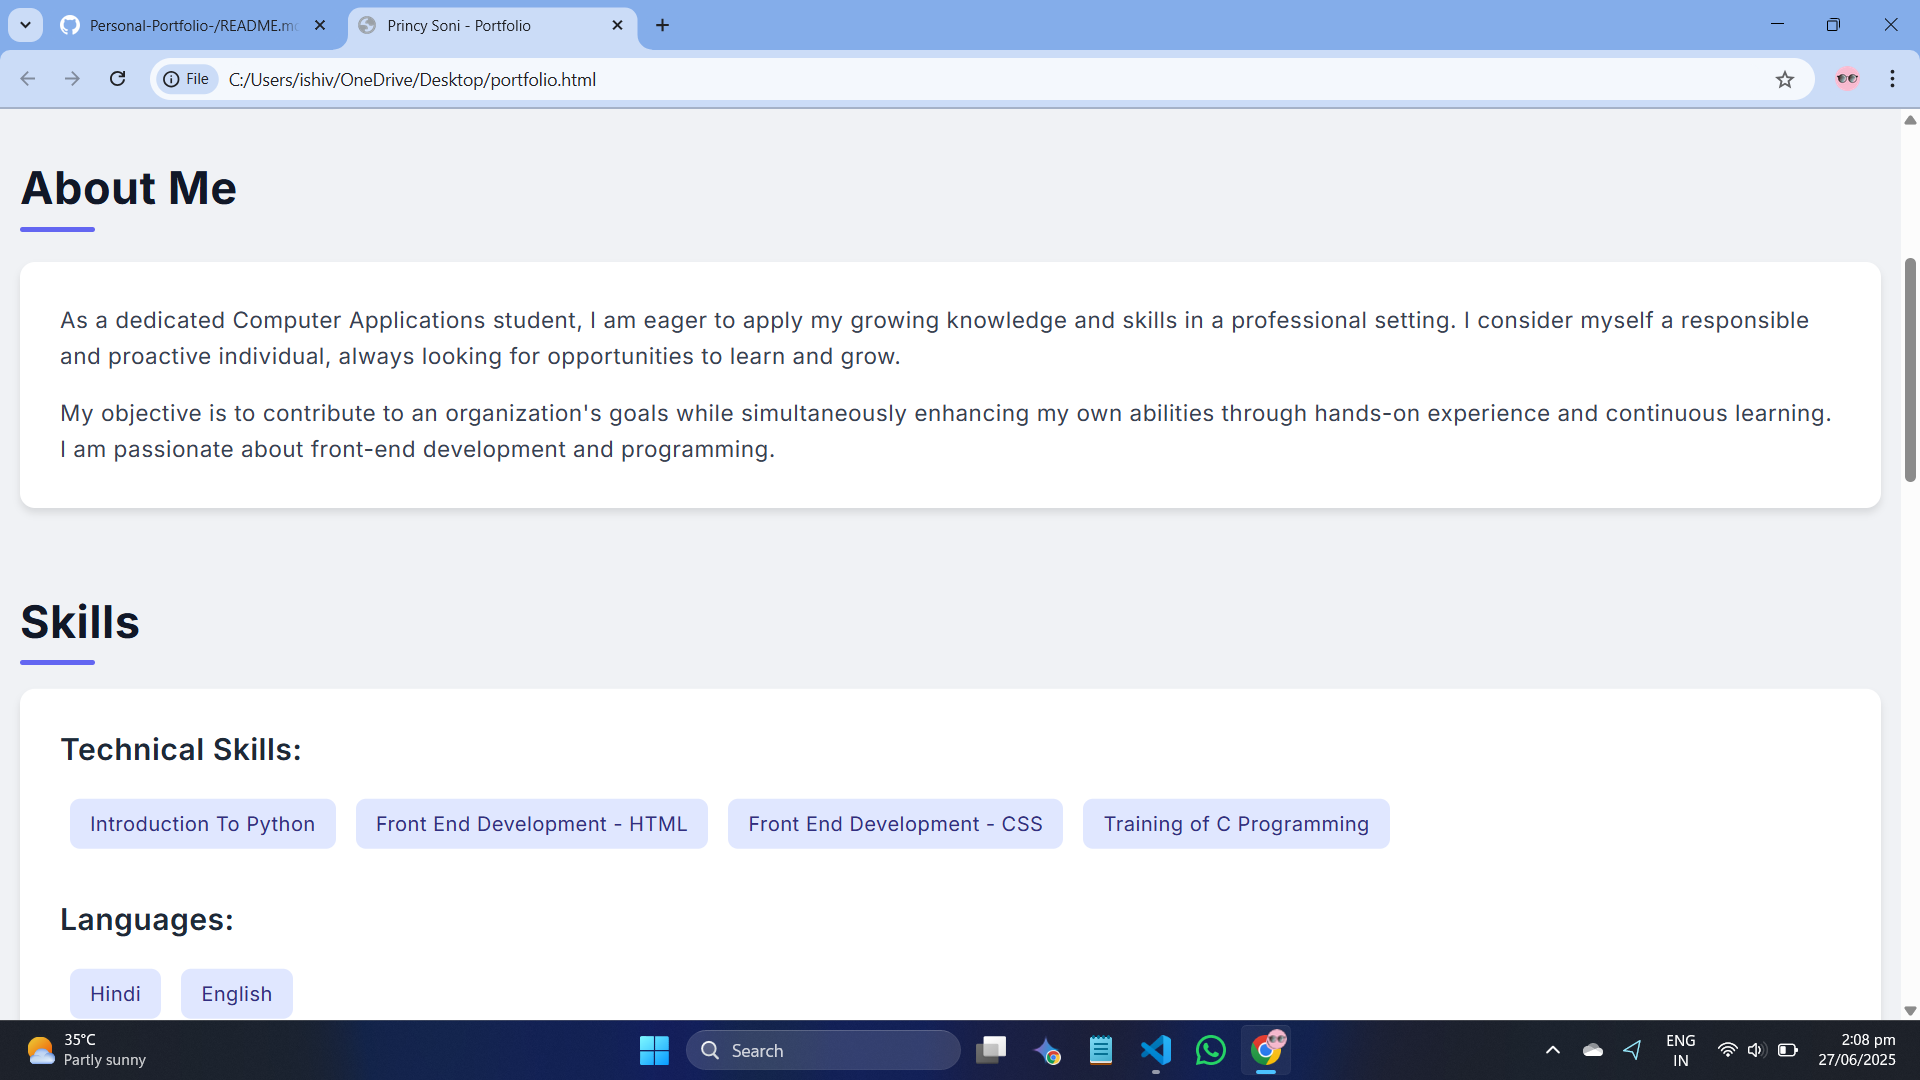 Personal-Portfolio-/README.m
Princy Soni - Portfolio
File
C:/Users/ishiv/OneDrive/Desktop/portfolio.html
About Me
As a dedicated Computer Applications student, I am eager to apply my growing knowledge and skills in a professional setting. I consider myself a responsible
and proactive individual, always looking for opportunities to learn and grow.
My objective is to contribute to an organization's goals while simultaneously enhancing my own abilities through hands-on experience and continuous learning.
I am passionate about front-end development and programming.
Skills
Technical Skills:
Introduction To Python
Front End Development - HTML
Front End Development - CSS
Training of C Programming
Languages:
Hindi
English
35°C
Partly sunny
Search
ENG
IN
2:08 pm
27/06/2025